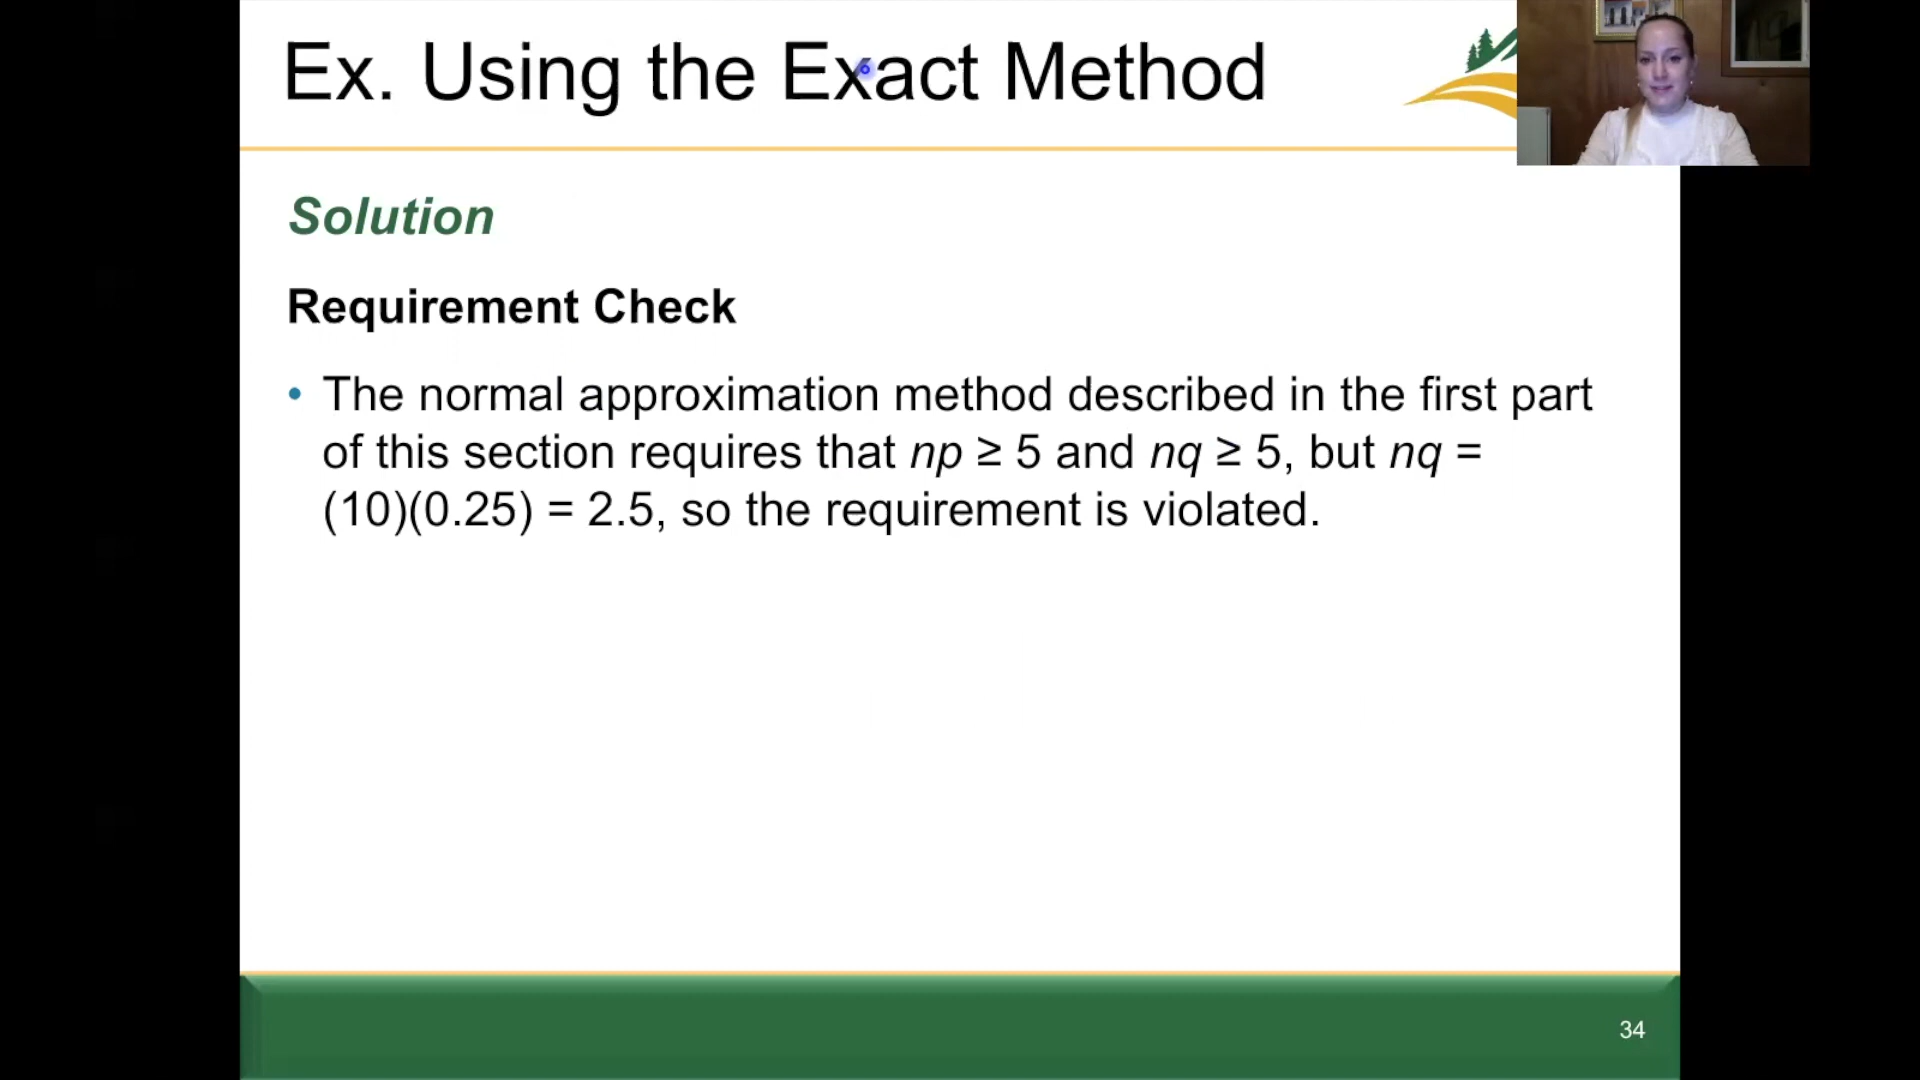 Ex. Using the Exact Method
Solution
Requirement Check
• The normal approximation method described in the first part
of this section requires that np ≥ 5 and nq ≥ 5, but nq =
(10)(0.25) = 2.5, so the requirement is violated.
34